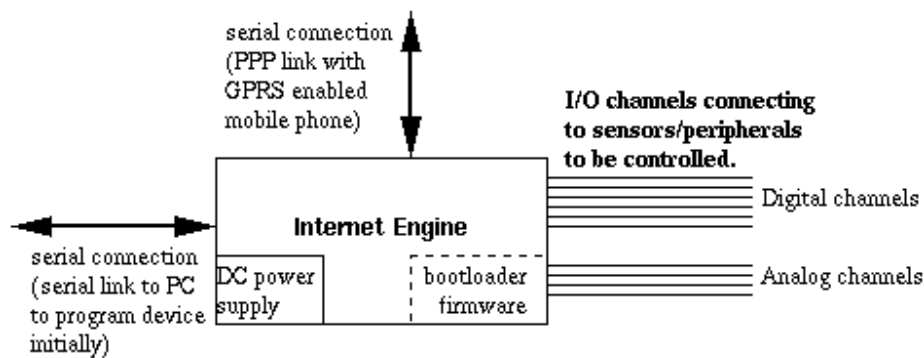 serial connection
(PPP link with
GPRS enabled
mobile phone)
I/O channels connecting
to sensors/peripherals
to be controlled.
Digital channels
Internet Engine
serial connection
(serial link to PC
to program device
initially)
DC power
supply
bootloader
firmware
Analog channels